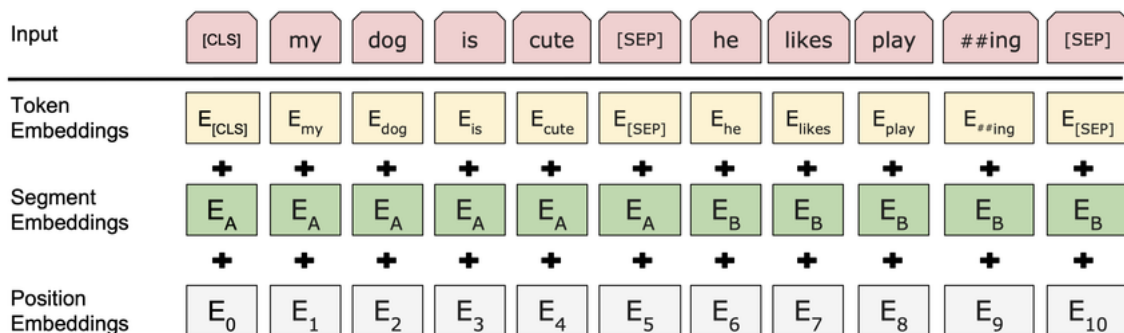 Input [CLS] my dog is cute [SEP] he likes play ##ing [SEP]
Token Embeddings E[CLS] Emy Edog Eis Ecute E[SEP] Ehe Elikes Eplay E##ing E[SEP]
+ + + + + + + + + + +
Segment Embeddings EA EA EA EA EA EA EB EB EB EB EB
+ + + + + + + + + + +
Position Embeddings E0 E1 E2 E3 E4 E5 E6 E7 E8 E9 E10